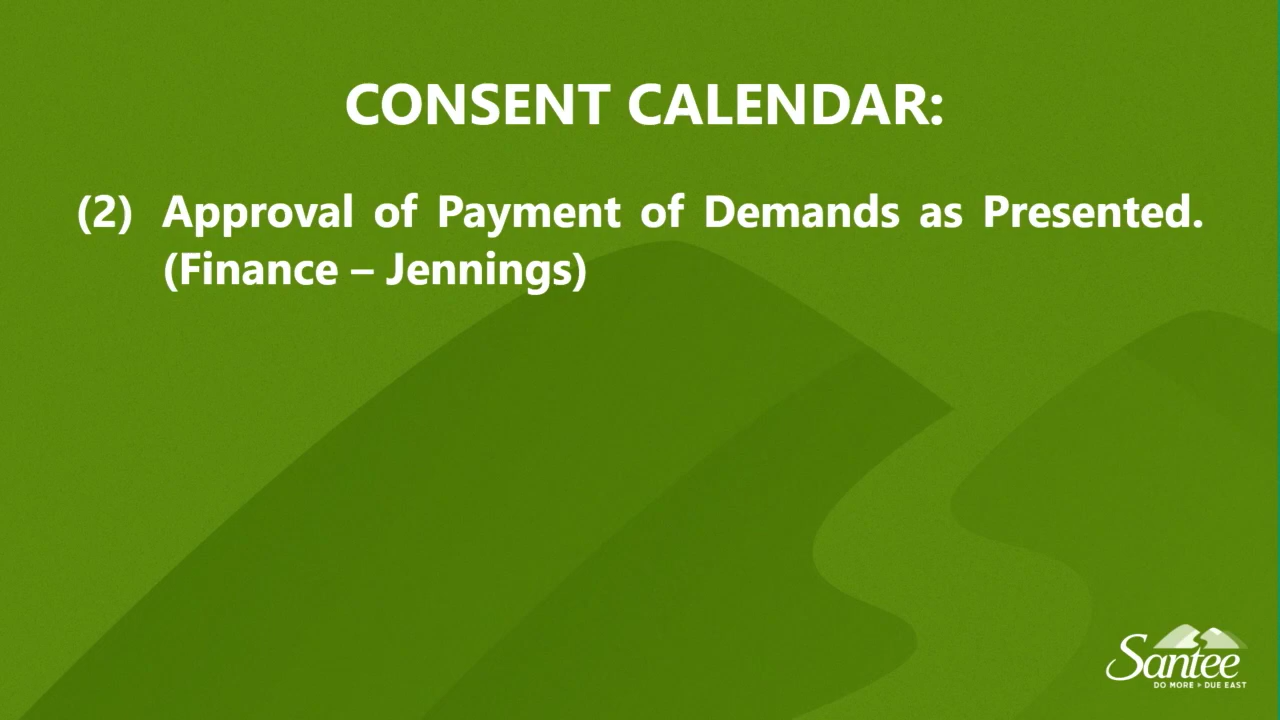 CONSENT CALENDAR:
(2) Approval of Payment of Demands as Presented.
(Finance – Jennings)
Santee
DO MORE ▸ DUE EAST